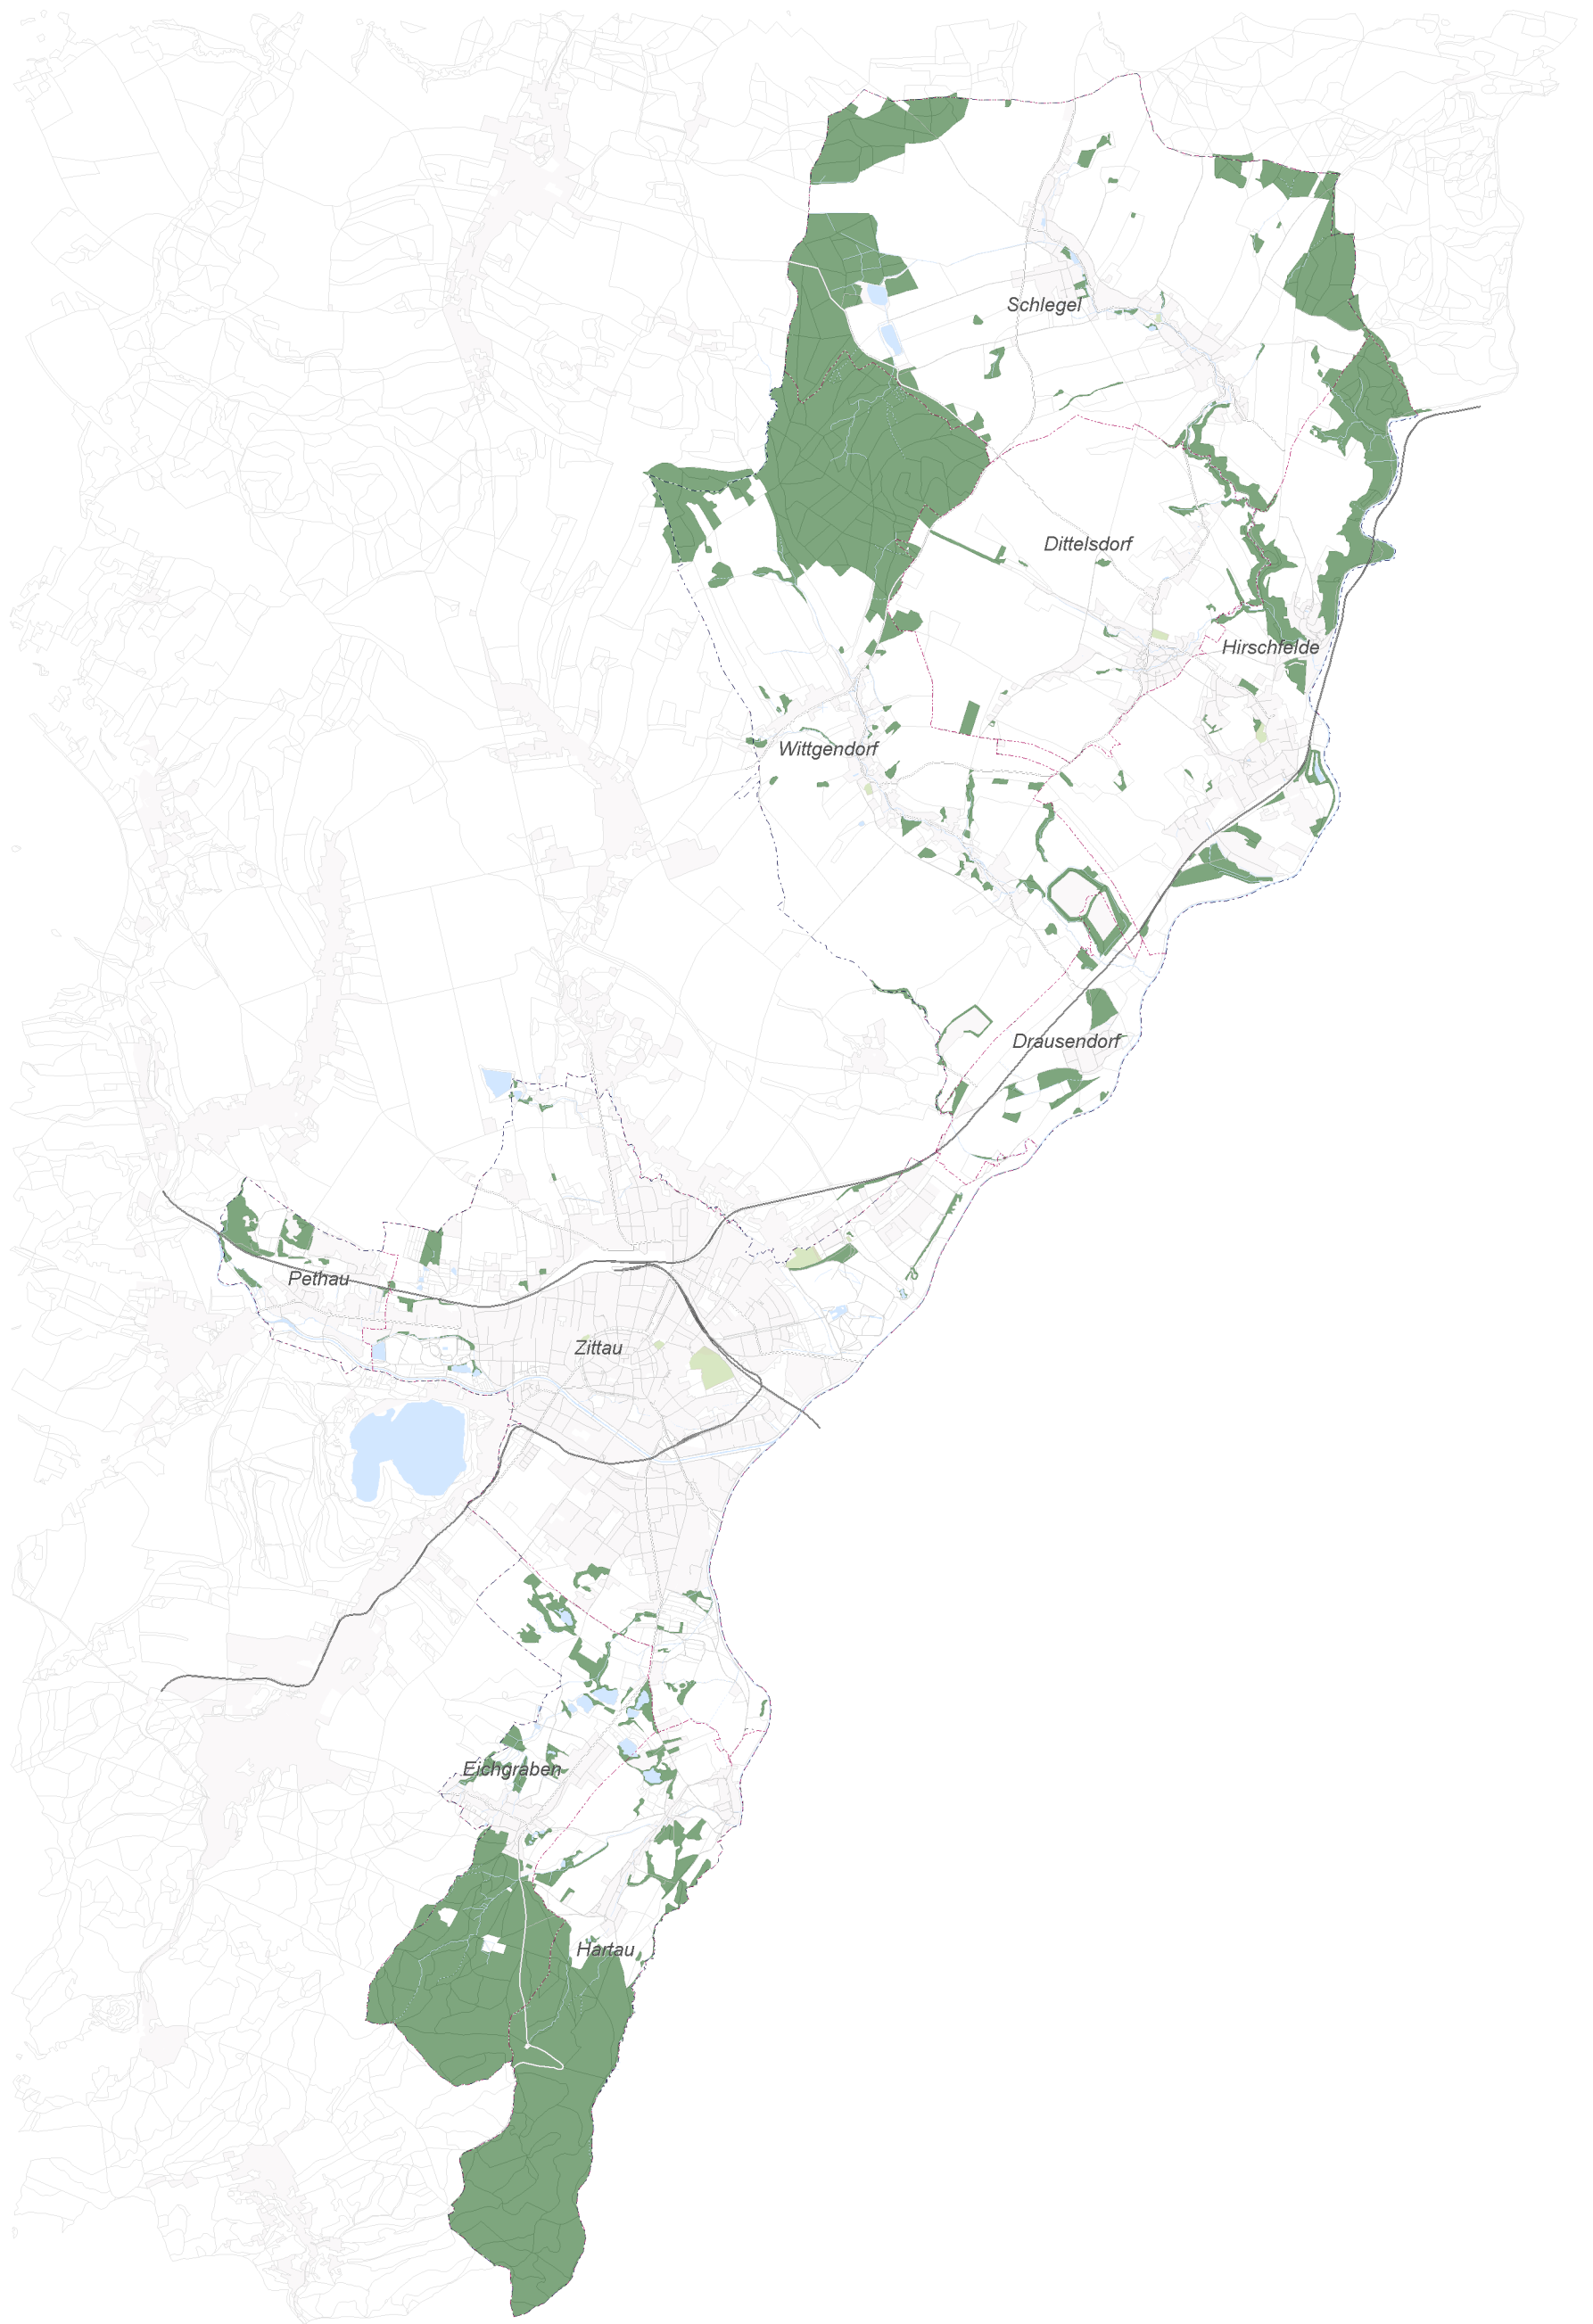 Schlegel
Dittelsdorf
Hirschfelde
Wittgendorf
Drausendorf
Pethau
Zittau
Eichgraben
Hartau